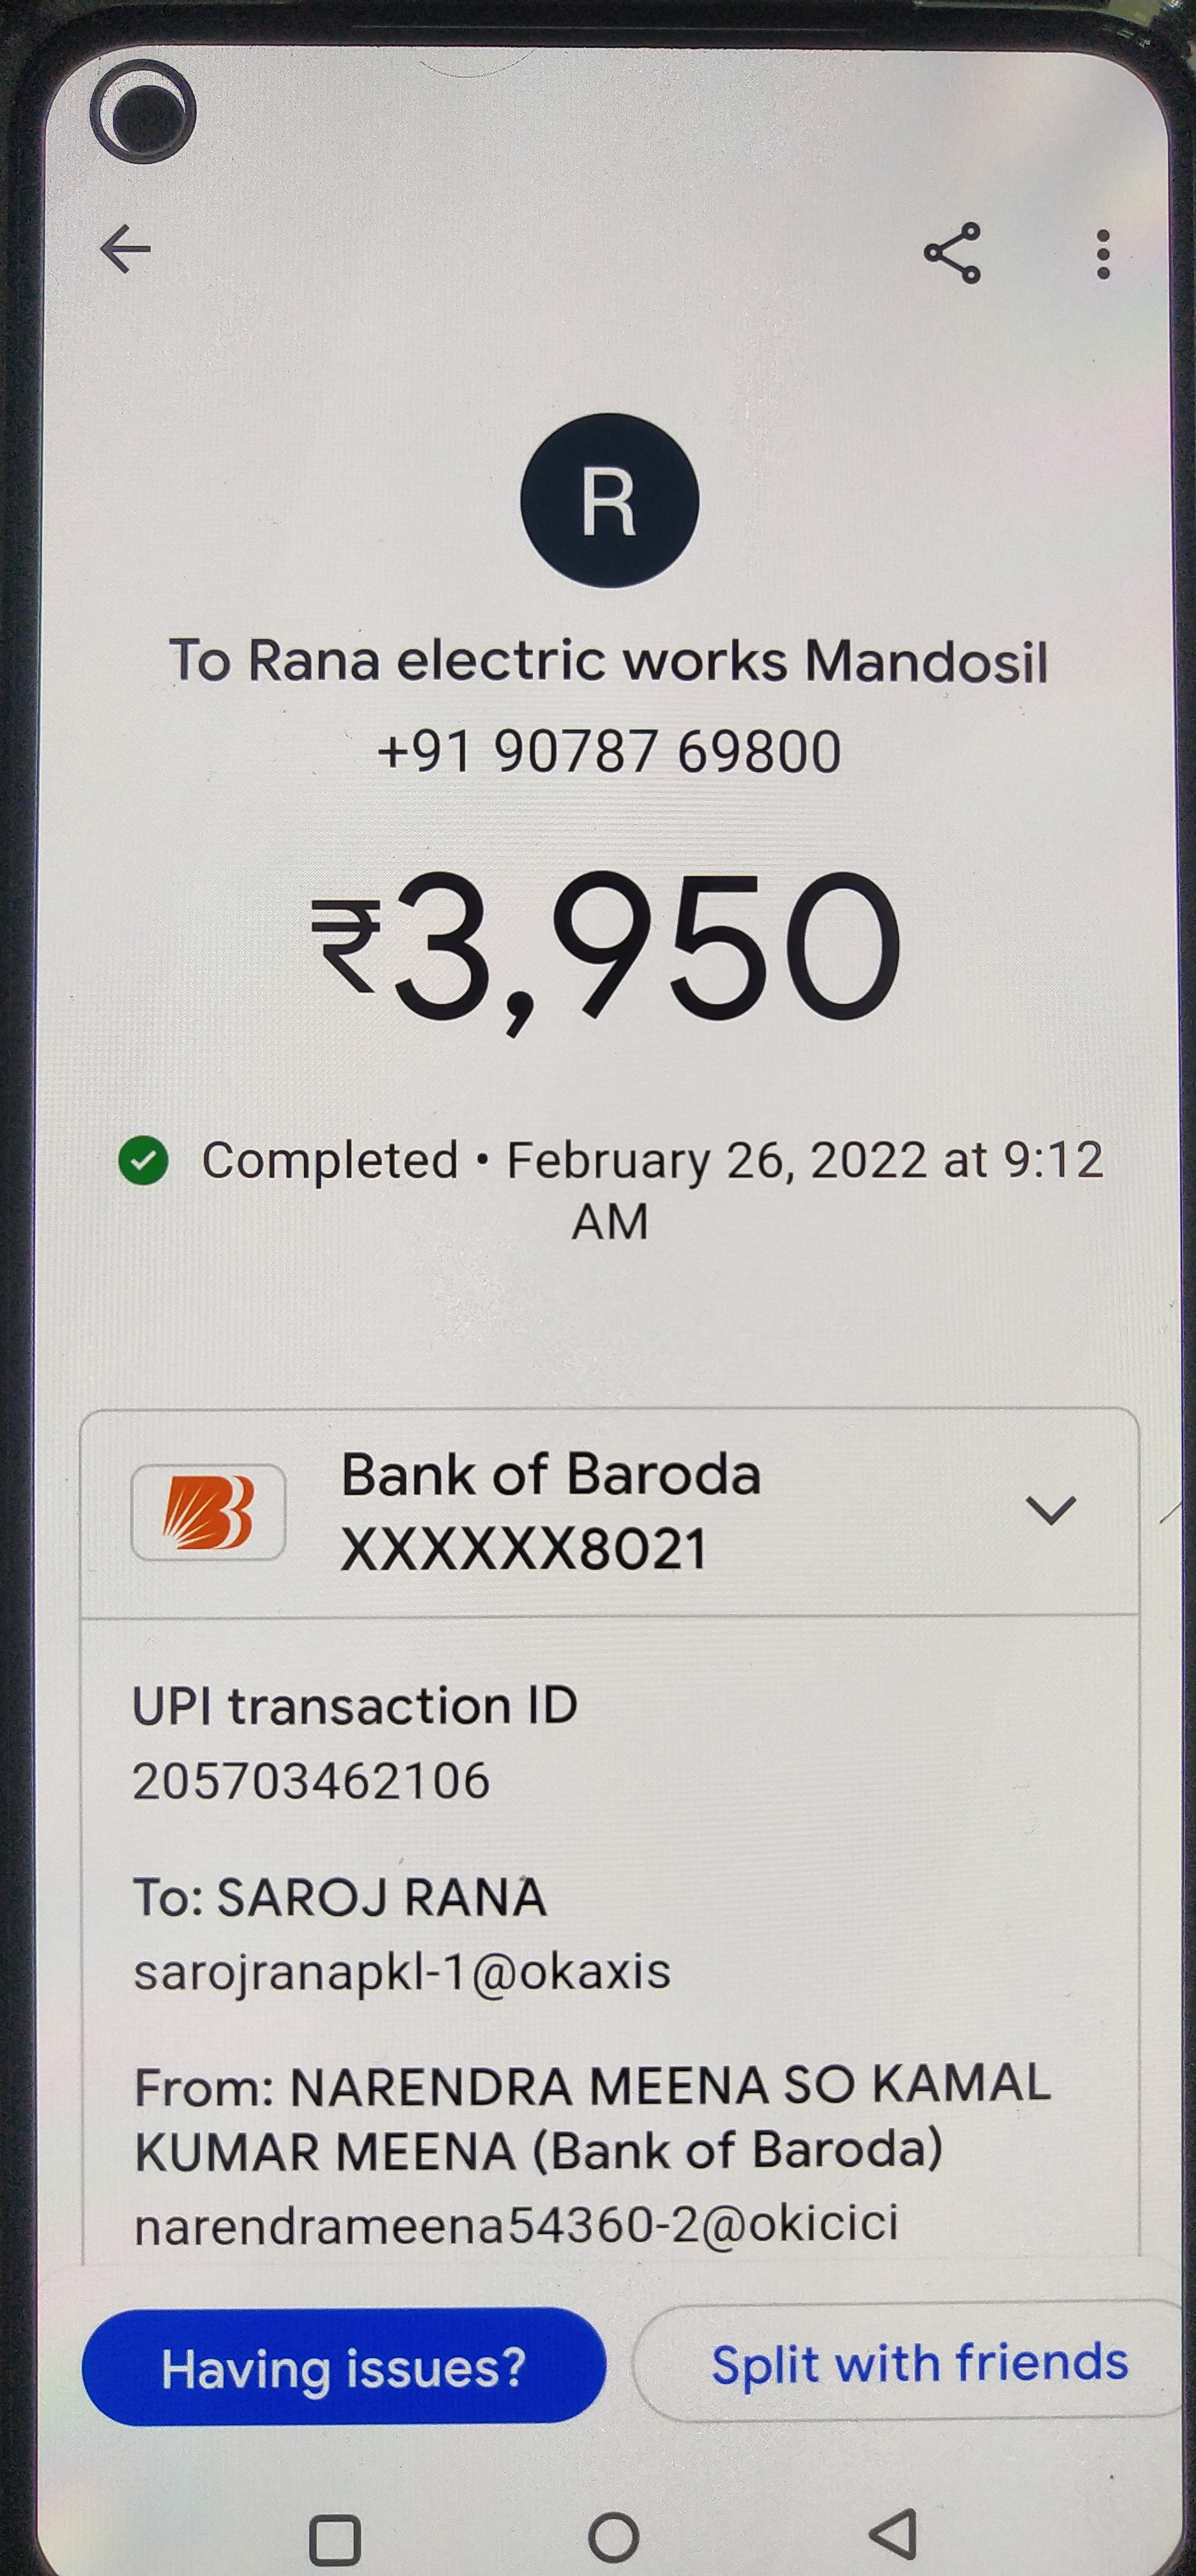 R
To Rana electric works Mandosil
+91 90787 69800
₹3,950
Completed • February 26, 2022 at 9:12
AM
Bank of Baroda
XXXXXX8021
UPI transaction ID
205703462106
To: SAROJ RANA
sarojranapkl-1@okaxis
From: NARENDRA MEENA SO KAMAL
KUMAR MEENA (Bank of Baroda)
narendrameena54360-2@okicici
Having issues?
Split with friends